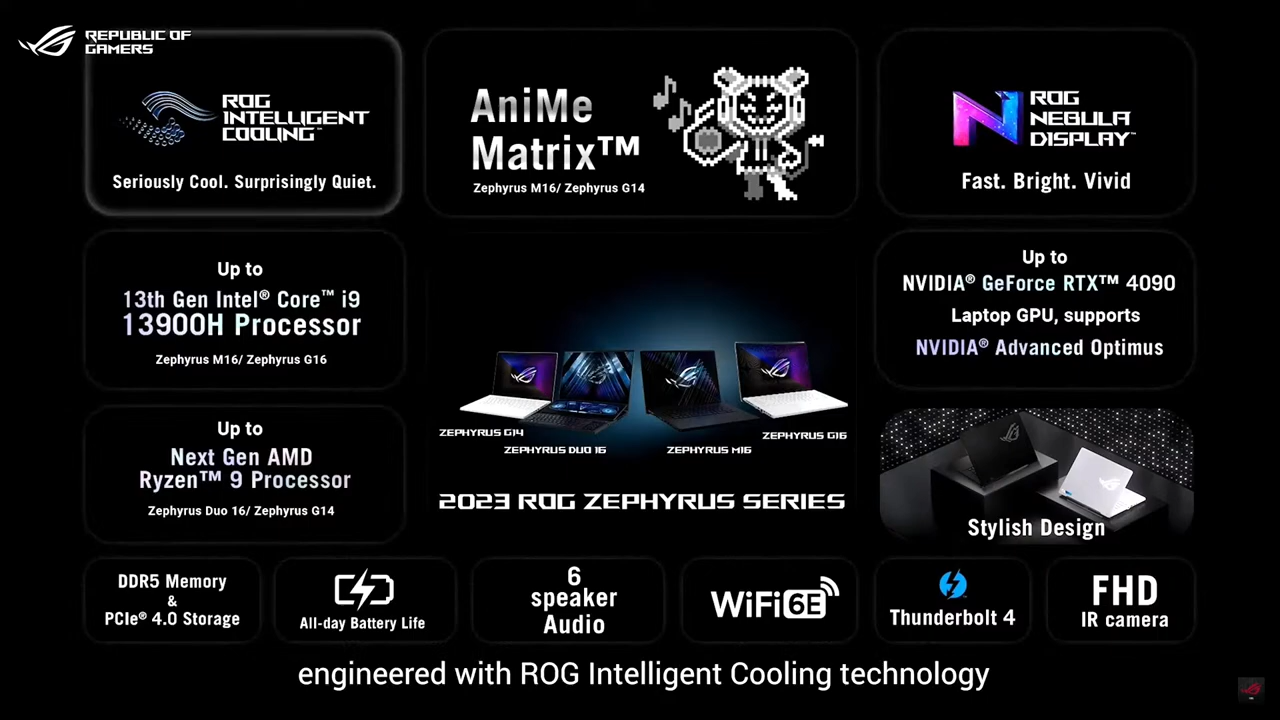 REPUBLIC OF
GAMERS
ROG
INTELLIGENT
COOLING™
Seriously Cool. Surprisingly Quiet.
AniMe
Matrix™
Zephyrus M16/ Zephyrus G14
ROG
NEBULA
DISPLAY™
Fast. Bright. Vivid
Up to
13th Gen Intel® Core™ i9
13900H Processor
Zephyrus M16/ Zephyrus G16
Up to
NVIDIA® GeForce RTX™ 4090
Laptop GPU, supports
NVIDIA® Advanced Optimus
Up to
Next Gen AMD
Ryzen™ 9 Processor
Zephyrus Duo 16/ Zephyrus G14
ZEPHYRUS G14
ZEPHYRUS DUO 16
ZEPHYRUS M16
ZEPHYRUS G16
2023 ROG ZEPHYRUS SERIES
Stylish Design
DDR5 Memory
&
PCIe® 4.0 Storage
All-day Battery Life
6
speaker
Audio
WiFi 6E
Thunderbolt 4
FHD
IR camera
engineered with ROG Intelligent Cooling technology